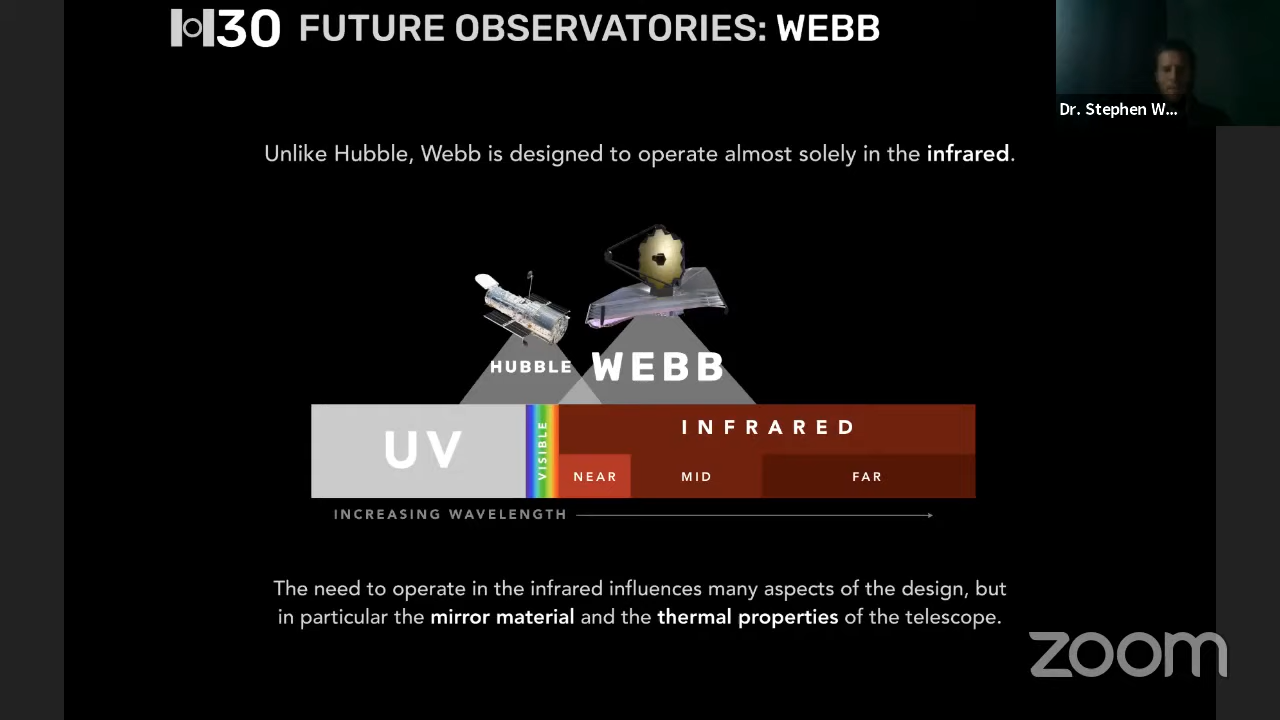 H30 FUTURE OBSERVATORIES: WEBB
Dr. Stephen W...
Unlike Hubble, Webb is designed to operate almost solely in the infrared.
HUBBLE
WEBB
UV
VISIBLE
INFRARED
NEAR
MID
FAR
INCREASING WAVELENGTH
The need to operate in the infrared influences many aspects of the design, but
in particular the mirror material and the thermal properties of the telescope.
zoom